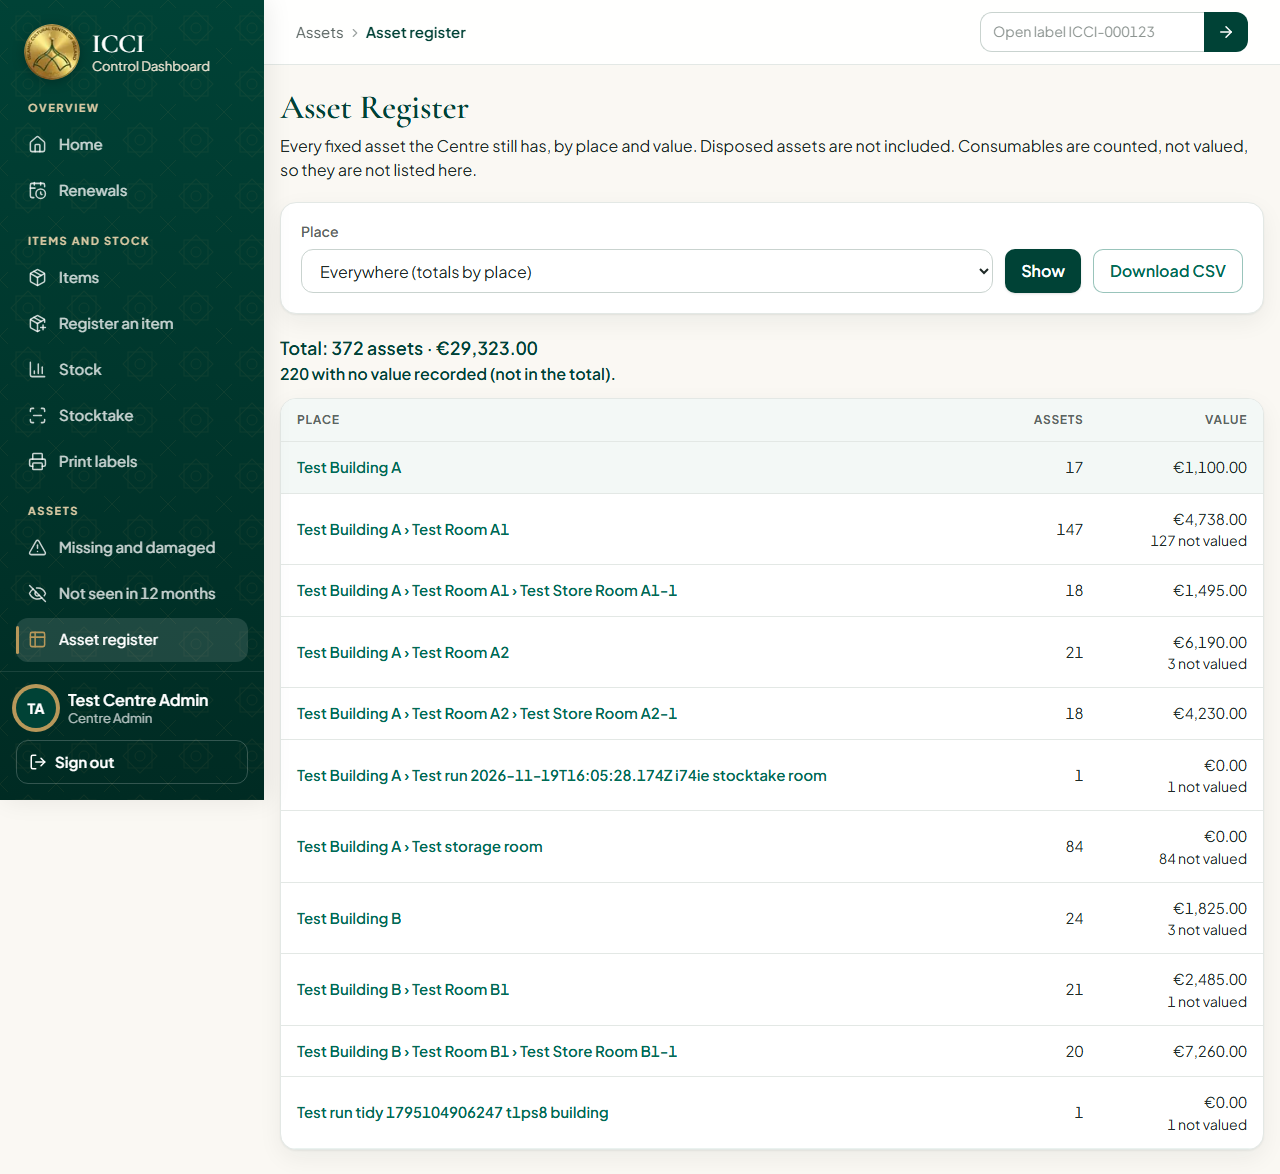 ICCI
Control Dashboard
OVERVIEW
Home
Renewals
ITEMS AND STOCK
Items
Register an item
Stock
Stocktake
Print labels
ASSETS
Missing and damaged
Not seen in 12 months
Asset register
TA
Test Centre Admin
Centre Admin
Sign out
Assets › Asset register
Open label ICCI-000123
Asset Register
Every fixed asset the Centre still has, by place and value. Disposed assets are not included. Consumables are counted, not valued,
so they are not listed here.
Place
Everywhere (totals by place)
Show
Download CSV
Total: 372 assets · €29,323.00
220 with no value recorded (not in the total).
PLACE ASSETS VALUE
Test Building A 17 €1,100.00
Test Building A › Test Room A1 147 €4,738.00
127 not valued
Test Building A › Test Room A1 › Test Store Room A1-1 18 €1,495.00
Test Building A › Test Room A2 21 €6,190.00
3 not valued
Test Building A › Test Room A2 › Test Store Room A2-1 18 €4,230.00
Test Building A › Test run 2026-11-19T16:05:28.174Z i74ie stocktake room 1 €0.00
1 not valued
Test Building A › Test storage room 84 €0.00
84 not valued
Test Building B 24 €1,825.00
3 not valued
Test Building B › Test Room B1 21 €2,485.00
1 not valued
Test Building B › Test Room B1 › Test Store Room B1-1 20 €7,260.00
Test run tidy 1795104906247 t1ps8 building 1 €0.00
1 not valued